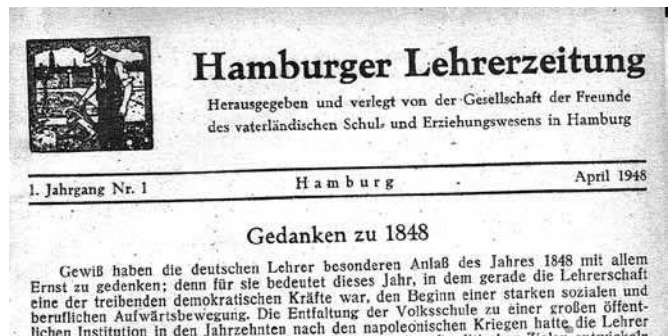 Hamburger Lehrerzeitung
Herausgegeben und verlegt von der Gesellschaft der Freunde
des vaterländischen Schul- und Erziehungswesens in Hamburg
1. Jahrgang Nr. 1 Hamburg April 1948
Gedanken zu 1848
Gewiß haben die deutschen Lehrer besonderen Anlaß des Jahres 1848 mit allem
Ernst zu gedenken; denn für sie bedeutet dieses Jahr, in dem gerade die Lehrerschaft
eine der treibenden demokratischen Kräfte war, den Beginn einer starken sozialen und
beruflichen Aufwärtsbewegung. Die Entfaltung der Volksschule zu einer großen öffent-
lichen Institution in den Jahrzehnten nach den napoleonischen Kriegen hatte die Lehrer